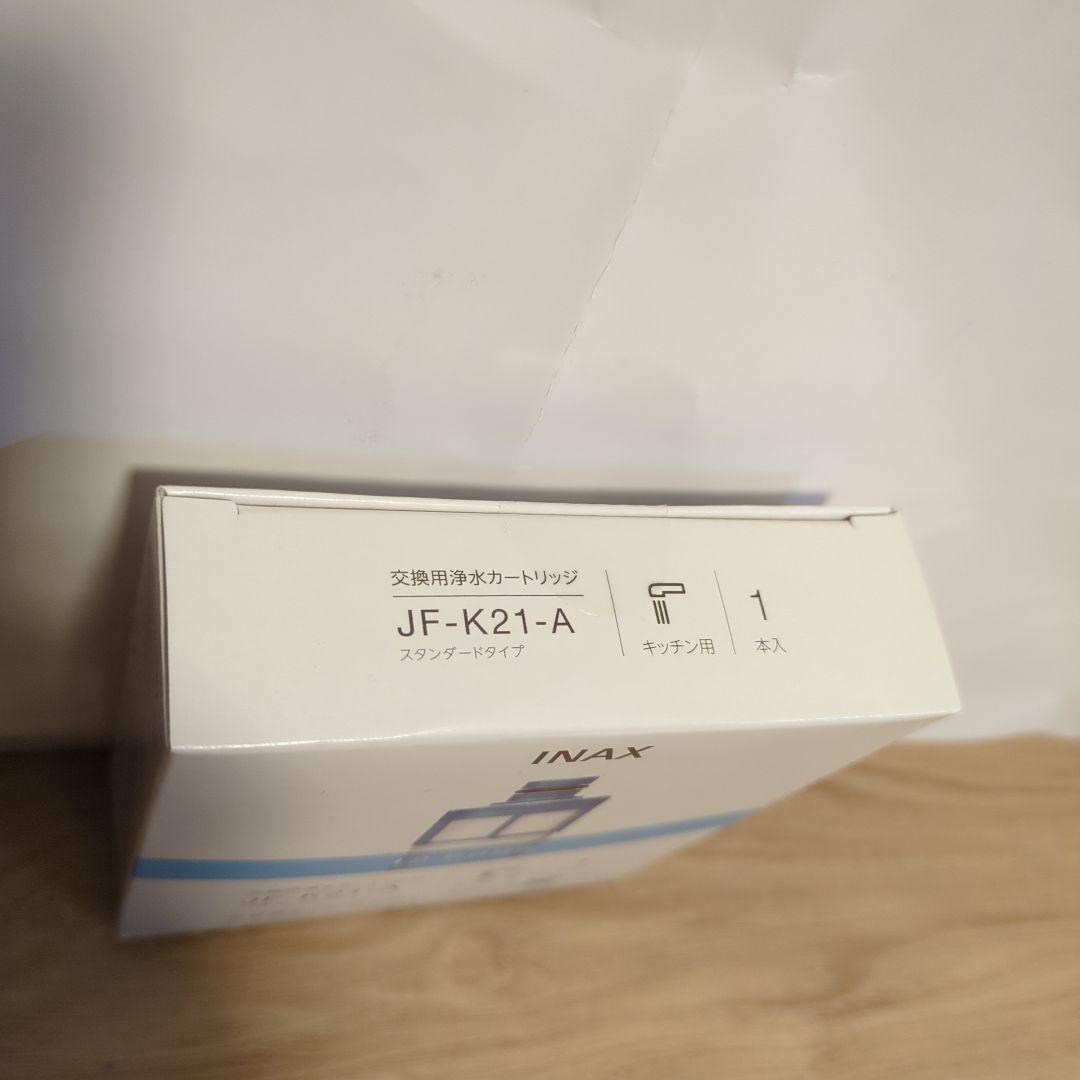 交換用浄水カートリッジ
JF-K21-A
スタンダードタイプ
キッチン用
1
本入
INAX